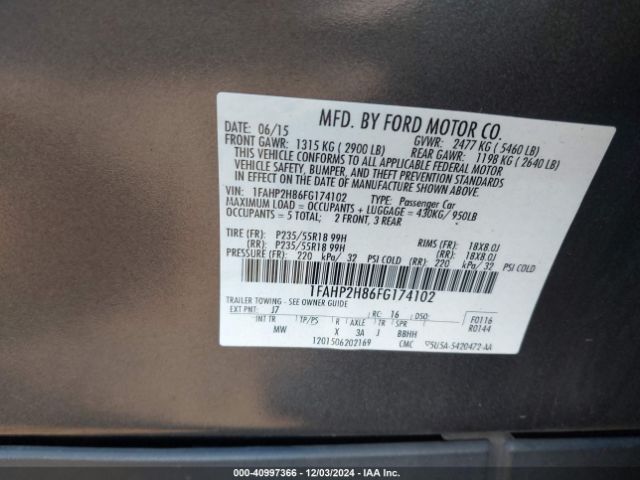 MFD. BY FORD MOTOR CO.
DATE: 06/15 GVWR: 2477 KG ( 5460 LB)
FRONT GAWR: 1315 KG ( 2900 LB) REAR GAWR: 1198 KG ( 2640 LB)
THIS VEHICLE CONFORMS TO ALL APPLICABLE FEDERAL MOTOR
VEHICLE SAFETY, BUMPER, AND THEFT PREVENTION STANDARDS
IN EFFECT ON THE DATE OF MANUFACTURE SHOWN ABOVE.
VIN: 1FAHP2H86FG174102 TYPE: Passenger Car
MAXIMUM LOAD = OCCUPANTS + LUGGAGE = 430KG/950LB
OCCUPANTS = 5 TOTAL; 2 FRONT, 3 REAR
TIRE (FR): P235/55R18 99H RIMS (FR): 18X8.0J
(RR): P235/55R18 99H (RR): 18X8.0J
PRESSURE (FR): 220 kPa/ 32 PSI COLD (RR): 220 kPa/ 32 PSI COLD
1FAHP2H86FG174102
TRAILER TOWING - SEE OWNER GUIDE
EXT PNT: J7 RC: 16 DSO: F0116
INT TR TP/PS R AXLE TR SPR R0144
MW X 3A J BBHH
1201506202169 CMC 5U5A-5420472-AA
000-40997366 • 12/03/2024 • IAA Inc.